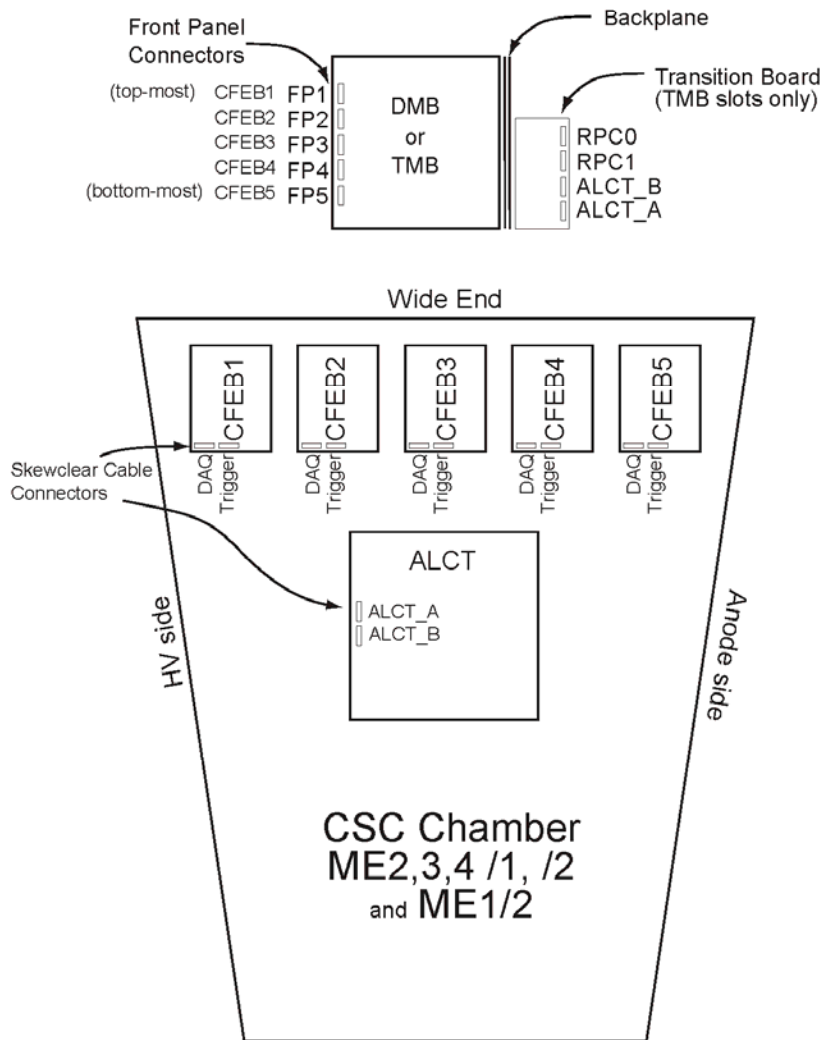 Front Panel
Connectors
Backplane
Transition Board
(TMB slots only)
(top-most) CFEB1 FP1
CFEB2 FP2
CFEB3 FP3
CFEB4 FP4
(bottom-most) CFEB5 FP5
DMB
or
TMB
RPC0
RPC1
ALCT_B
ALCT_A
Wide End
CFEB1
CFEB2
CFEB3
CFEB4
CFEB5
DAQ
Trigger
DAQ
Trigger
DAQ
Trigger
DAQ
Trigger
DAQ
Trigger
Skewclear Cable
Connectors
ALCT
ALCT_A
ALCT_B
HV side
Anode side
CSC Chamber
ME2,3,4 /1, /2
and ME1/2